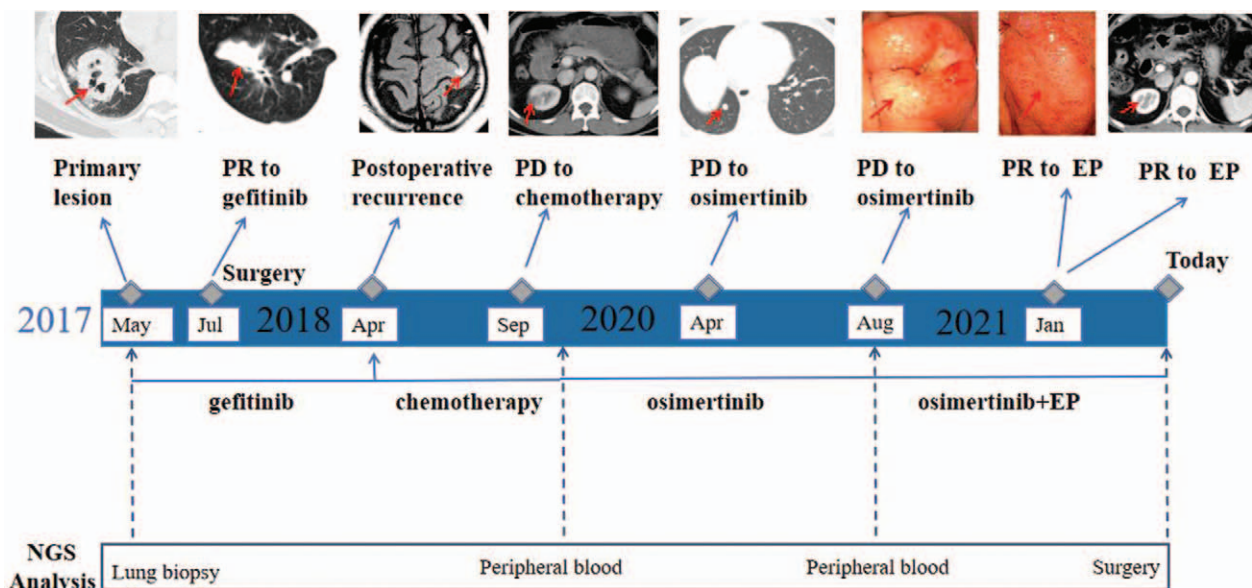 Primary lesion
PR to gefitinib
Postoperative recurrence
PD to chemotherapy
PD to osimertinib
PD to osimertinib
PR to EP
PR to EP
Surgery
Today
2017
May
Jul
2018
Apr
Sep
2020
Apr
Aug
2021
Jan
gefitinib
chemotherapy
osimertinib
osimertinib+EP
NGS Analysis
Lung biopsy
Peripheral blood
Peripheral blood
Surgery